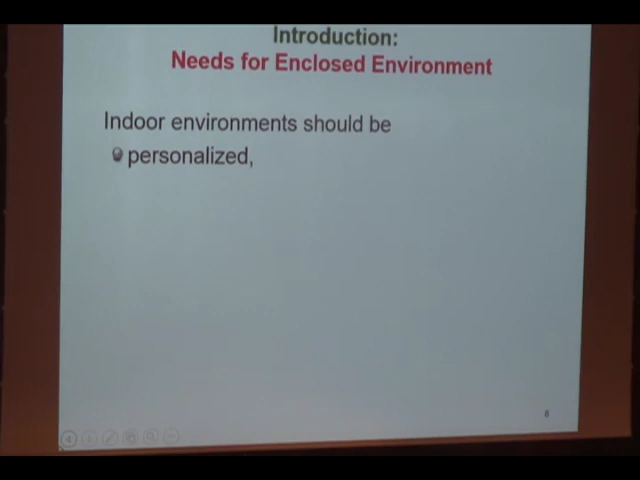 Introduction:
Needs for Enclosed Environment
Indoor environments should be
personalized,
8